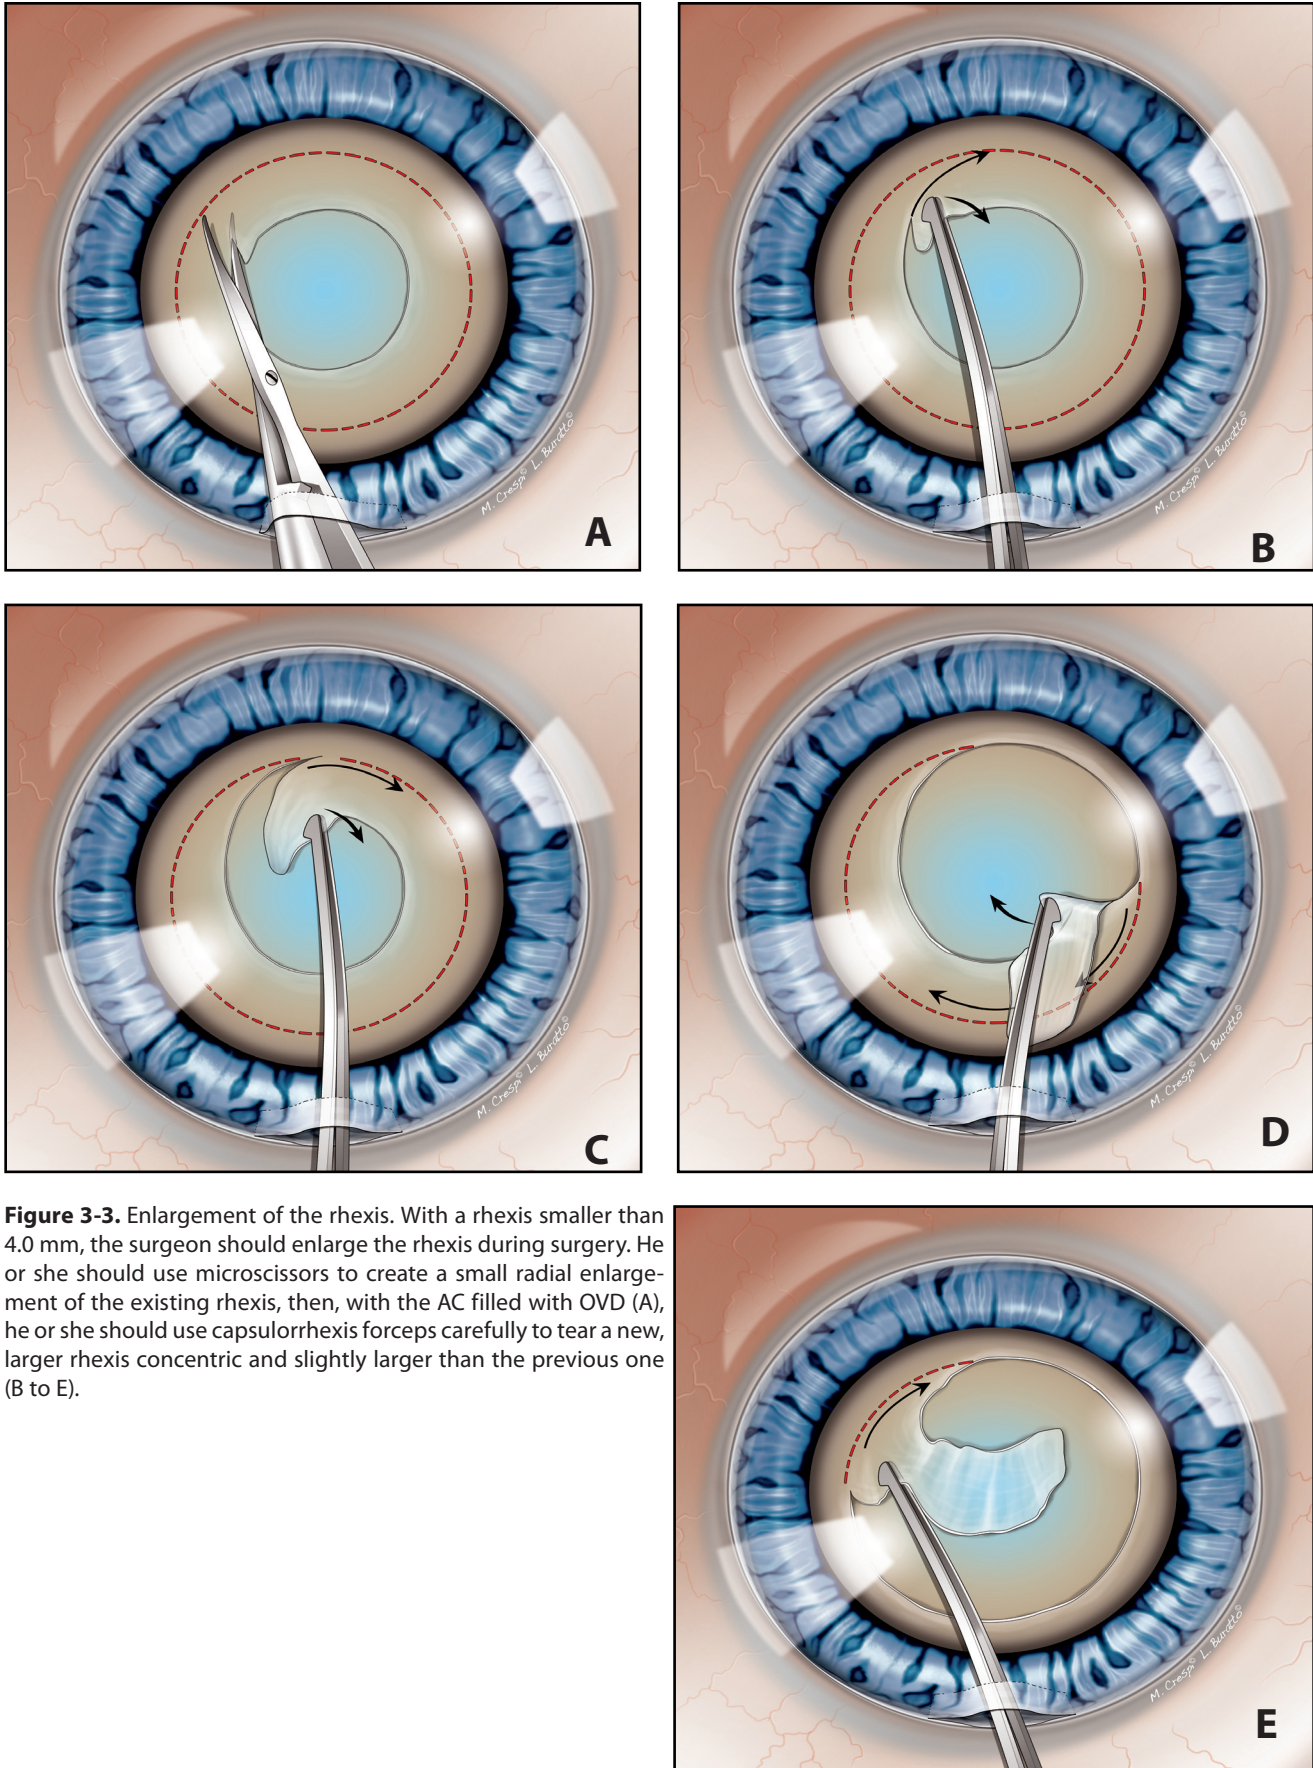 M. Crespi© L. Buratto©
A
M. Crespi© L. Buratto©
B
M. Crespi© L. Buratto©
C
M. Crespi© L. Buratto©
D
Figure 3-3. Enlargement of the rhexis. With a rhexis smaller than
4.0 mm, the surgeon should enlarge the rhexis during surgery. He
or she should use microscissors to create a small radial enlarge-
ment of the existing rhexis, then, with the AC filled with OVD (A),
he or she should use capsulorrhexis forceps carefully to tear a new,
larger rhexis concentric and slightly larger than the previous one
(B to E).
M. Crespi© L. Buratto©
E